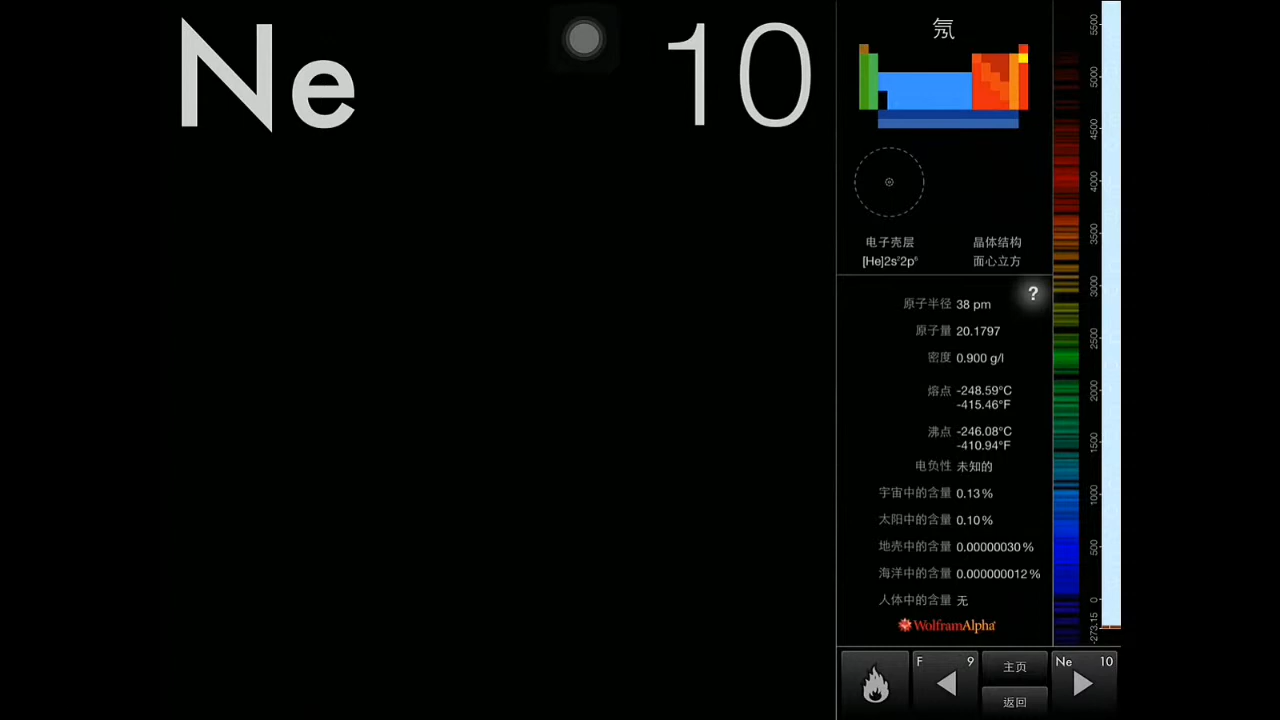 Ne 10
氖
电子壳层
[He]2s²2p⁶
晶体结构
面心立方
?
原子半径 38 pm
原子量 20.1797
密度 0.900 g/l
熔点 -248.59°C
-415.46°F
沸点 -246.08°C
-410.94°F
电负性 未知的
宇宙中的含量 0.13%
太阳中的含量 0.10%
地壳中的含量 0.00000030%
海洋中的含量 0.000000012%
人体中的含量 无
WolframAlpha
5500
5000
4500
4000
3500
3000
2500
2000
1500
1000
500
0
-273.15
F 9
主页
返回
Ne 10